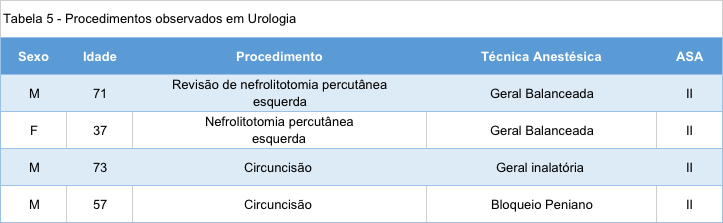 Tabela 5 - Procedimentos observados em Urologia
Sexo Idade Procedimento Técnica Anestésica ASA
M 71 Revisão de nefrolitotomia percutânea esquerda Geral Balanceada II
F 37 Nefrolitotomia percutânea esquerda Geral Balanceada II
M 73 Circuncisão Geral inalatória II
M 57 Circuncisão Bloqueio Peniano II